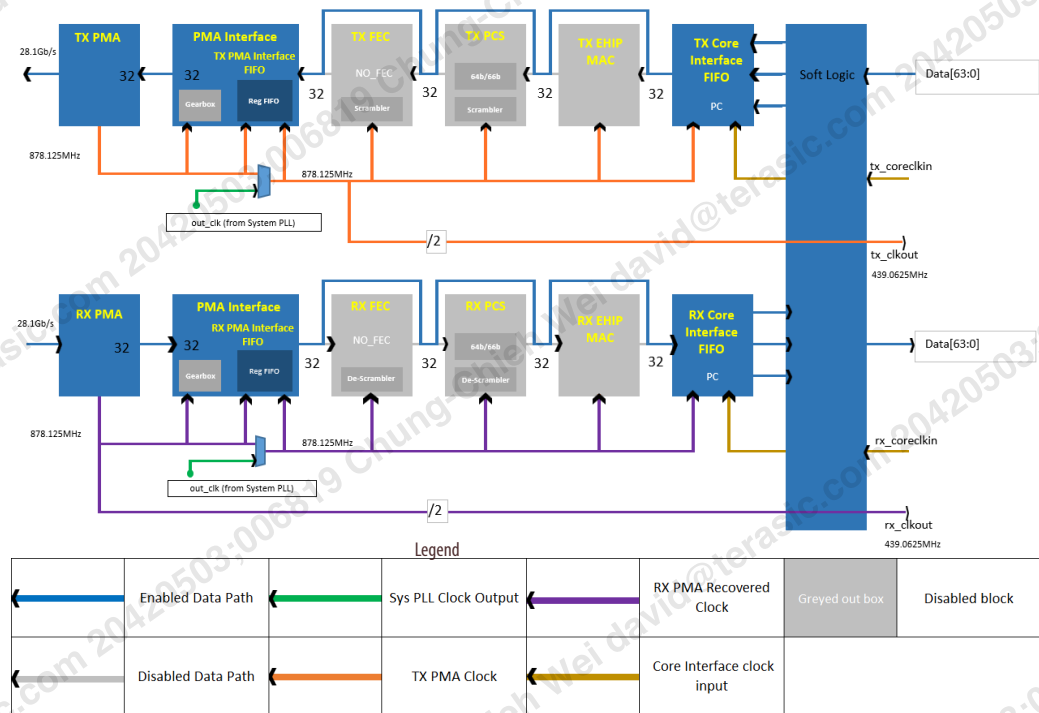 TX PMA
PMA Interface
TX PMA Interface
FIFO
TX FEC
TX PCS
TX EHIP
MAC
TX Core
Interface
FIFO
28.1Gb/s
32
32
Gearbox
Reg FIFO
32
NO_FEC
Scrambler
32
64b/66b
Scrambler
32
32
PC
Soft Logic
Data[63:0]
878.125MHz
878.125MHz
tx_coreclkin
out_clk (from System PLL)
/2
tx_clkout
439.0625MHz
RX PMA
PMA Interface
RX PMA Interface
FIFO
RX FEC
RX PCS
RX EHIP
MAC
RX Core
Interface
FIFO
28.1Gb/s
32
32
Gearbox
Reg FIFO
32
NO_FEC
De-Scrambler
32
64b/66b
De-Scrambler
32
32
PC
Data[63:0]
878.125MHz
878.125MHz
rx_coreclkin
out_clk (from System PLL)
/2
rx_clkout
439.0625MHz
Legend
Enabled Data Path
Sys PLL Clock Output
RX PMA Recovered
Clock
Greyed out box
Disabled block
Disabled Data Path
TX PMA Clock
Core Interface clock
input